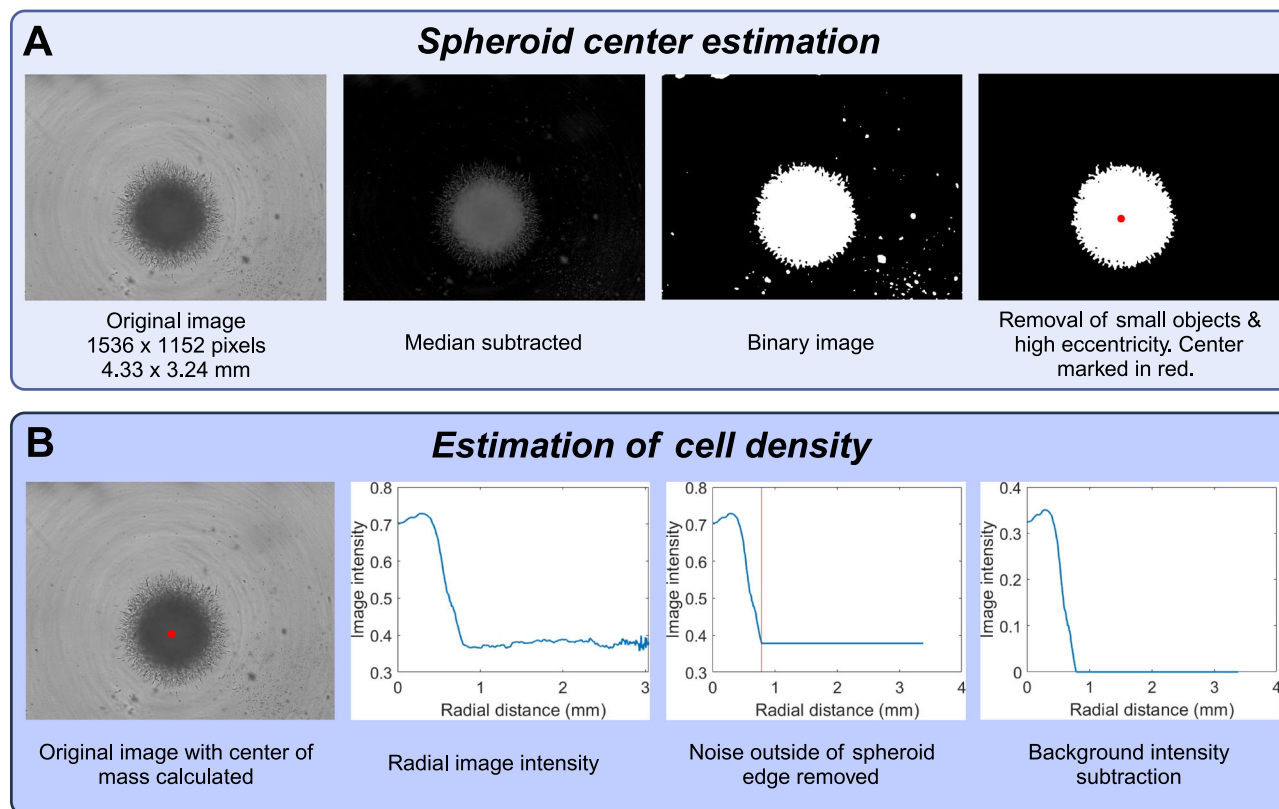 A
Spheroid center estimation
Original image
1536 x 1152 pixels
4.33 x 3.24 mm
Median subtracted
Binary image
Removal of small objects &
high eccentricity. Center
marked in red.
B
Estimation of cell density
0.8
0.7
0.6
0.5
0.4
0.3
Image intensity
0
1
2
3
Radial distance (mm)
0.8
0.7
0.6
0.5
0.4
0.3
Image intensity
0
1
2
3
4
Radial distance (mm)
0.4
0.3
0.2
0.1
0
Image intensity
0
1
2
3
4
Radial distance (mm)
Original image with center of
mass calculated
Radial image intensity
Noise outside of spheroid
edge removed
Background intensity
subtraction